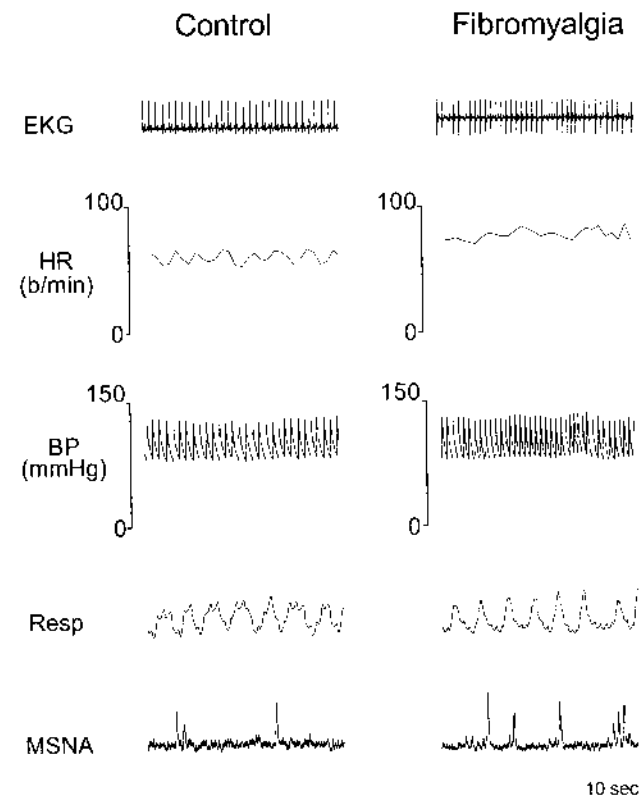 Control Fibromyalgia
EKG
100 100
HR
(b/min)
0 0
150 150
BP
(mmHg)
0 0
Resp
MSNA
10 sec